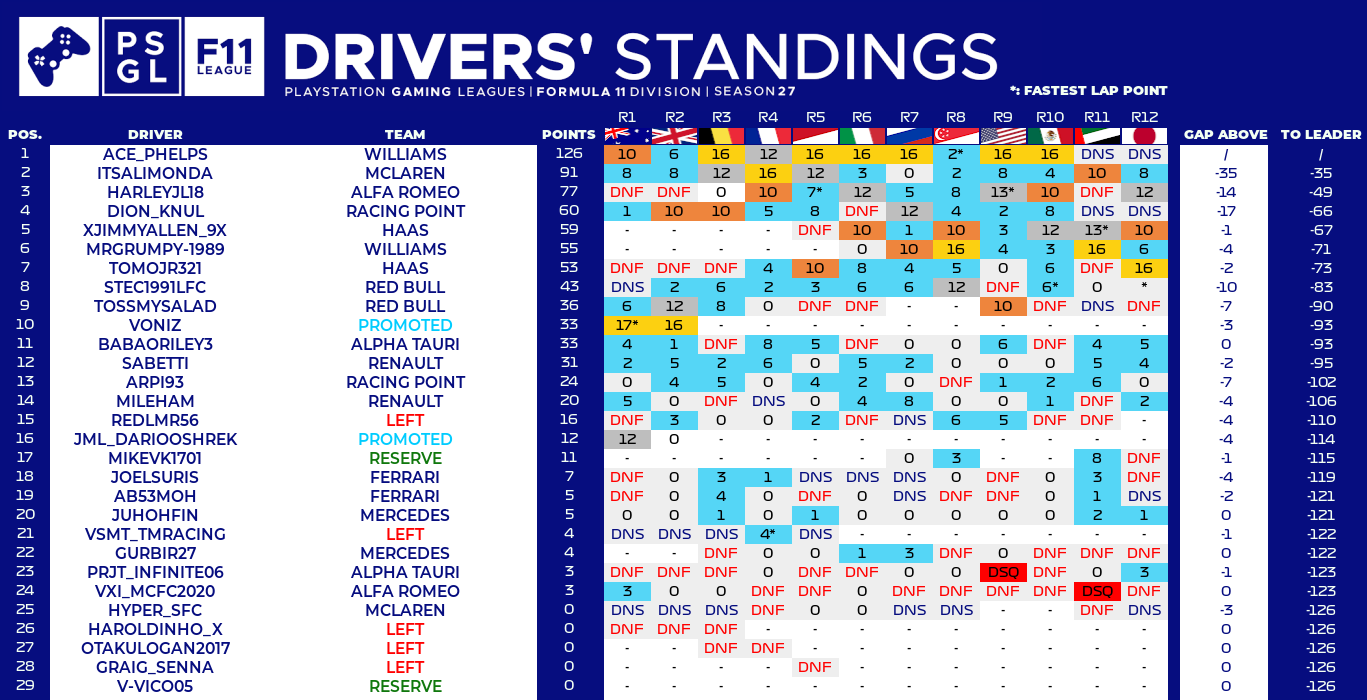 PS
GL
F11
LEAGUE
DRIVERS' STANDINGS
PLAYSTATION GAMING LEAGUES | FORMULA 11 DIVISION | SEASON 27
*: FASTEST LAP POINT
R1 R2 R3 R4 R5 R6 R7 R8 R9 R10 R11 R12
POS. DRIVER TEAM POINTS GAP ABOVE TO LEADER
1 ACE_PHELPS WILLIAMS 126 10 6 16 12 16 16 16 2* 16 16 DNS DNS / /
2 ITSALIMONDA MCLAREN 91 8 8 12 16 12 3 0 2 8 4 10 8 -35 -35
3 HARLEYJL18 ALFA ROMEO 77 DNF DNF 0 10 7* 12 5 8 13* 10 DNF 12 -14 -49
4 DION_KNUL RACING POINT 60 1 10 10 5 8 DNF 12 4 2 8 DNS DNS -17 -66
5 XJIMMYALLEN_9X HAAS 59 - - - - DNF 10 1 10 3 12 13* 10 -1 -67
6 MRGRUMPY-1989 WILLIAMS 55 - - - - - 0 10 16 4 3 16 6 -4 -71
7 TOMOJR321 HAAS 53 DNF DNF DNF 4 10 8 4 5 0 6 DNF 16 -2 -73
8 STEC1991LFC RED BULL 43 DNS 2 6 2 3 6 6 12 DNF 6* 0 * -10 -83
9 TOSSMYSALAD RED BULL 36 6 12 8 0 DNF DNF - - 10 DNF DNS DNF -7 -90
10 VONIZ PROMOTED 33 17* 16 - - - - - - - - - - -3 -93
11 BABAORILEY3 ALPHA TAURI 33 4 1 DNF 8 5 DNF 0 0 6 DNF 4 5 0 -93
12 SABETTI RENAULT 31 2 5 2 6 0 5 2 0 0 0 5 4 -2 -95
13 ARPI93 RACING POINT 24 0 4 5 0 4 2 0 DNF 1 2 6 0 -7 -102
14 MILEHAM RENAULT 20 5 0 DNF DNS 0 4 8 0 0 1 DNF 2 -4 -106
15 REDLMR56 LEFT 16 DNF 3 0 0 2 DNF DNS 6 5 DNF DNF - -4 -110
16 JML_DARIOOSHREK PROMOTED 12 12 0 - - - - - - - - - - -4 -114
17 MIKEVK1701 RESERVE 11 - - - - - - 0 3 - - 8 DNF -1 -115
18 JOELSURIS FERRARI 7 DNF 0 3 1 DNS DNS DNS 0 DNF 0 3 DNF -4 -119
19 AB53MOH FERRARI 5 DNF 0 4 0 DNF 0 DNS DNF DNF 0 1 DNS -2 -121
20 JUHOHFIN MERCEDES 5 0 0 1 0 1 0 0 0 0 0 2 1 0 -121
21 VSMT_TMRACING LEFT 4 DNS DNS DNS 4* DNS - - - - - - - -1 -122
22 GURBIR27 MERCEDES 4 - - DNF 0 0 1 3 DNF 0 DNF DNF DNF 0 -122
23 PRJT_INFINITE06 ALPHA TAURI 3 DNF DNF DNF 0 DNF DNF 0 0 DSQ DNF 0 3 -1 -123
24 VXI_MCFC2020 ALFA ROMEO 3 3 0 0 DNF DNF 0 DNF DNF DNF DNF DSQ DNF 0 -123
25 HYPER_SFC MCLAREN 0 DNS DNS DNS DNF 0 0 DNS DNS - - DNF DNS -3 -126
26 HAROLDINHO_X LEFT 0 DNF DNF DNF - - - - - - - - - 0 -126
27 OTAKULOGAN2017 LEFT 0 - - DNF DNF - - - - - - - - 0 -126
28 GRAIG_SENNA LEFT 0 - - - - DNF - - - - - - - 0 -126
29 V-VICO05 RESERVE 0 - - - - - - - - - - - - 0 -126